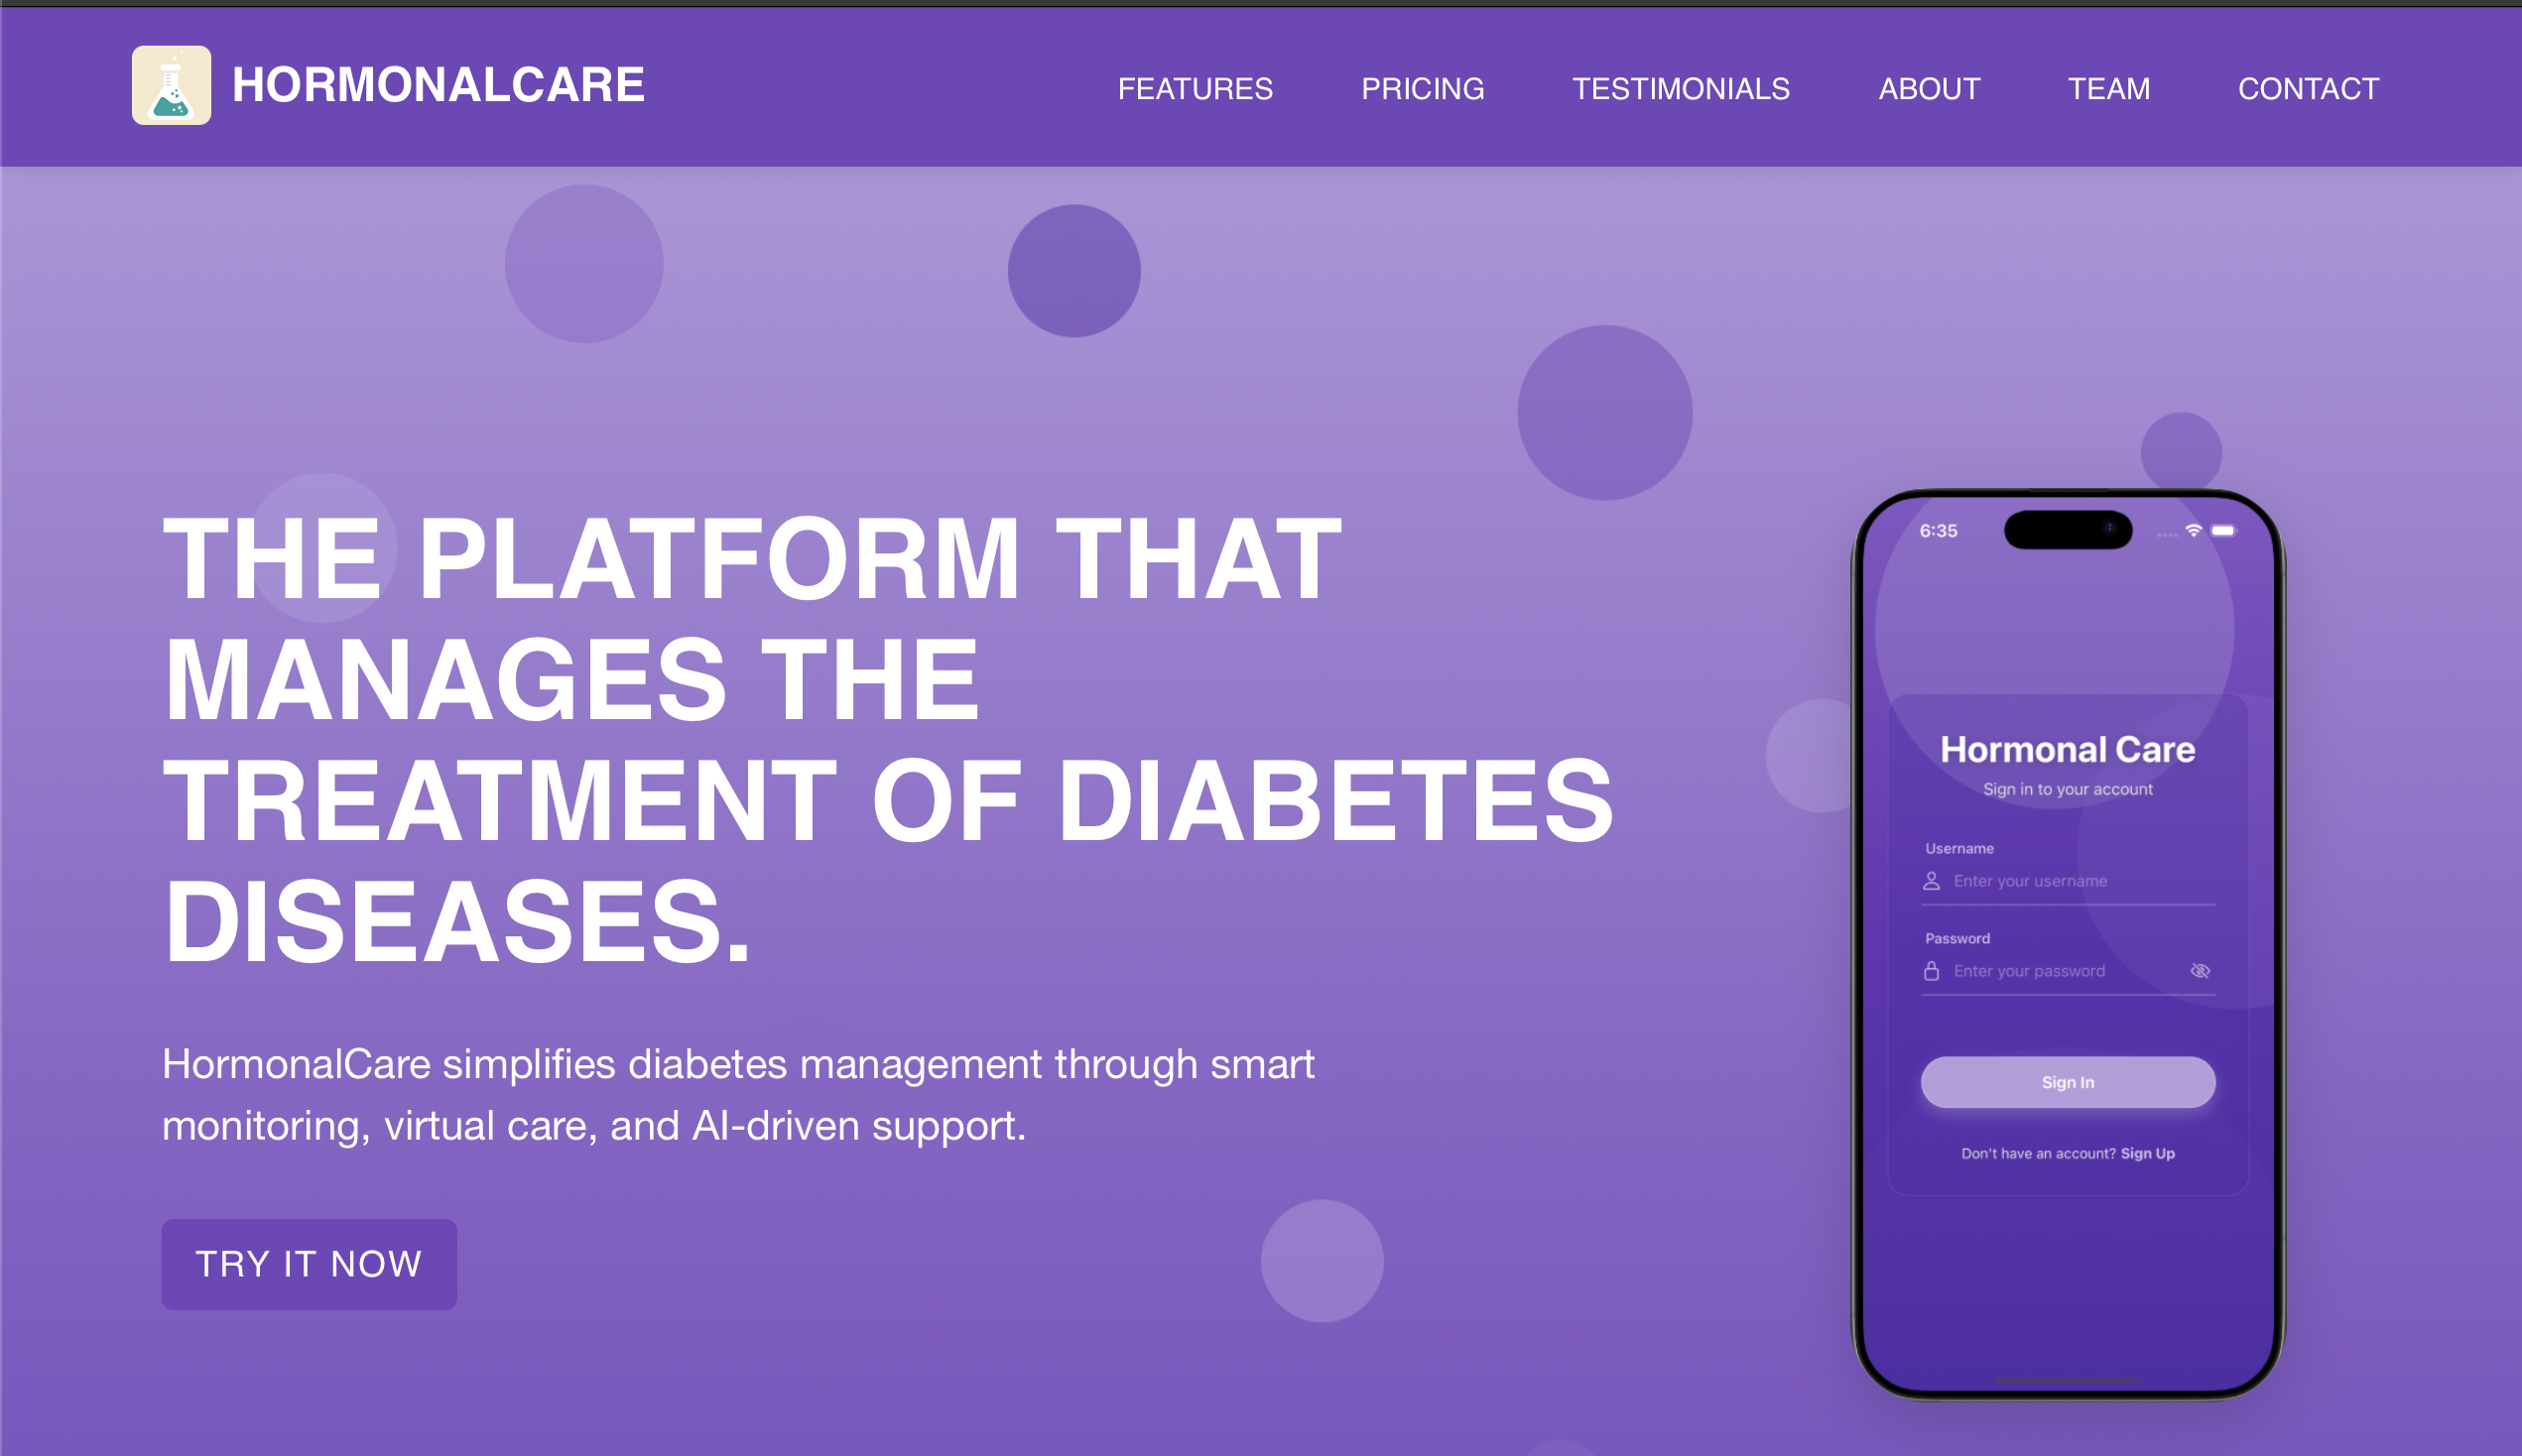 HORMONALCARE
FEATURES
PRICING
TESTIMONIALS
ABOUT
TEAM
CONTACT
THE PLATFORM THAT
MANAGES THE
TREATMENT OF DIABETES
DISEASES.
HormonalCare simplifies diabetes management through smart
monitoring, virtual care, and AI-driven support.
TRY IT NOW
6:35
Hormonal Care
Sign in to your account
Username
Enter your username
Password
Enter your password
Sign In
Don't have an account? Sign Up